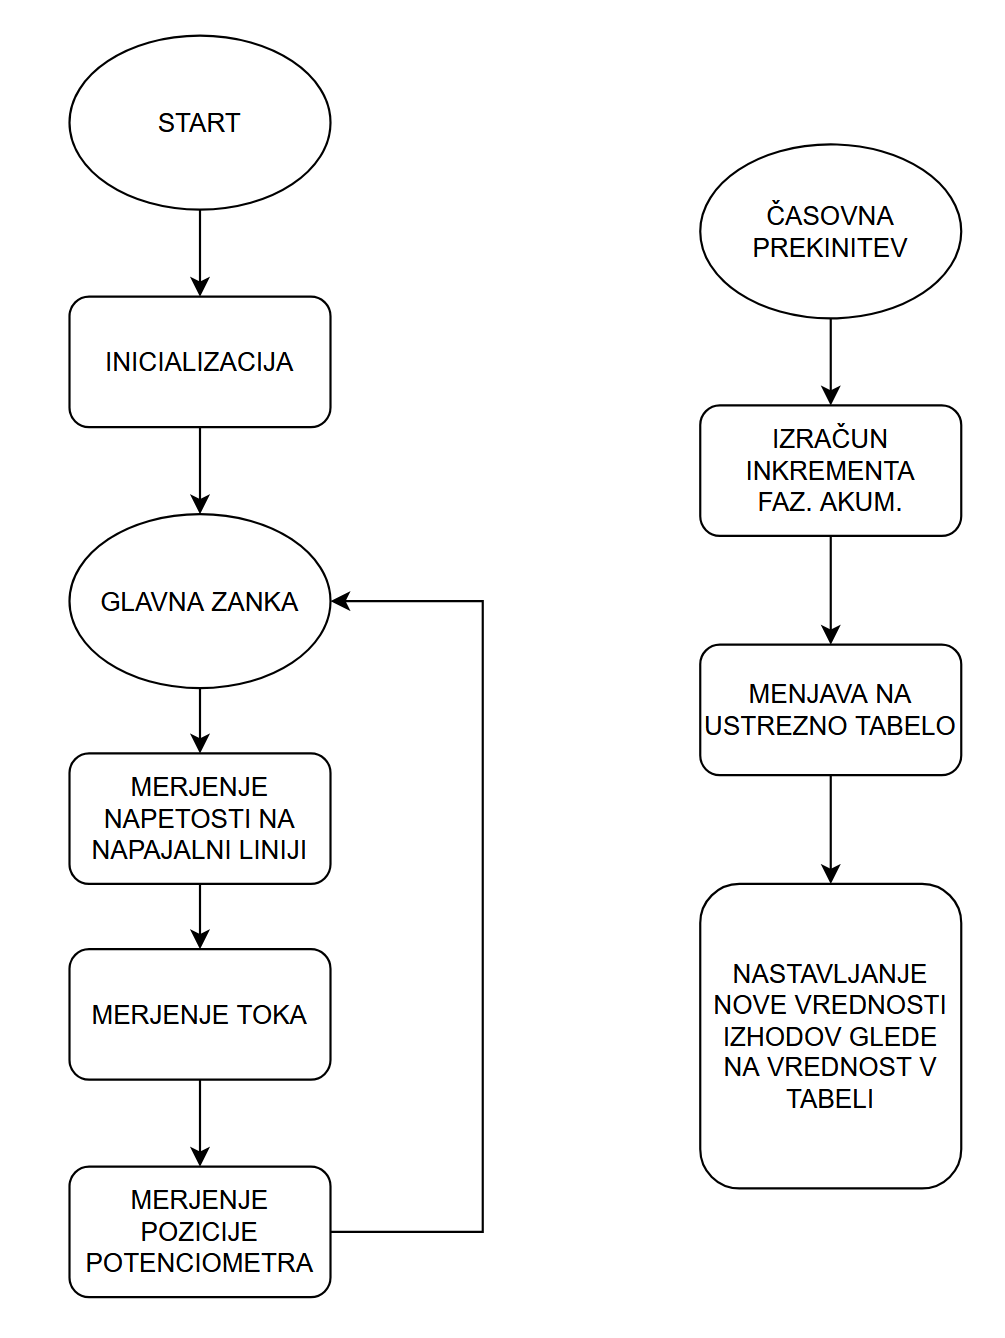 START
INICIALIZACIJA
GLAVNA ZANKA
MERJENJE
NAPETOSTI NA
NAPAJALNI LINIJI
MERJENJE TOKA
MERJENJE
POZICIJE
POTENCIOMETRA
ČASOVNA
PREKINITEV
IZRAČUN
INKREMENTA
FAZ. AKUM.
MENJAVA NA
USTREZNO TABELO
NASTAVLJANJE
NOVE VREDNOSTI
IZHODOV GLEDE
NA VREDNOST V
TABELI